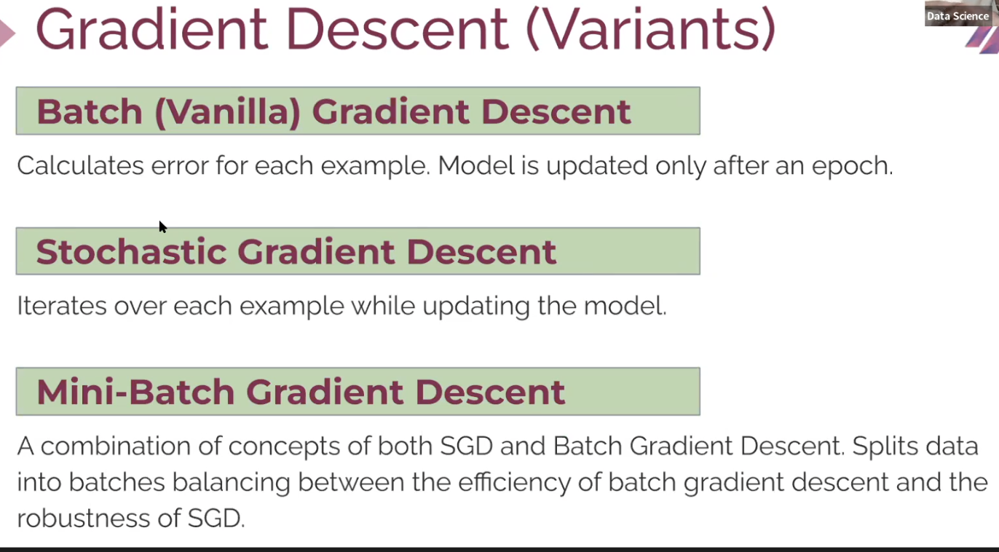 Gradient Descent (Variants)
Data Science
Batch (Vanilla) Gradient Descent
Calculates error for each example. Model is updated only after an epoch.
Stochastic Gradient Descent
Iterates over each example while updating the model.
Mini-Batch Gradient Descent
A combination of concepts of both SGD and Batch Gradient Descent. Splits data
into batches balancing between the efficiency of batch gradient descent and the
robustness of SGD.